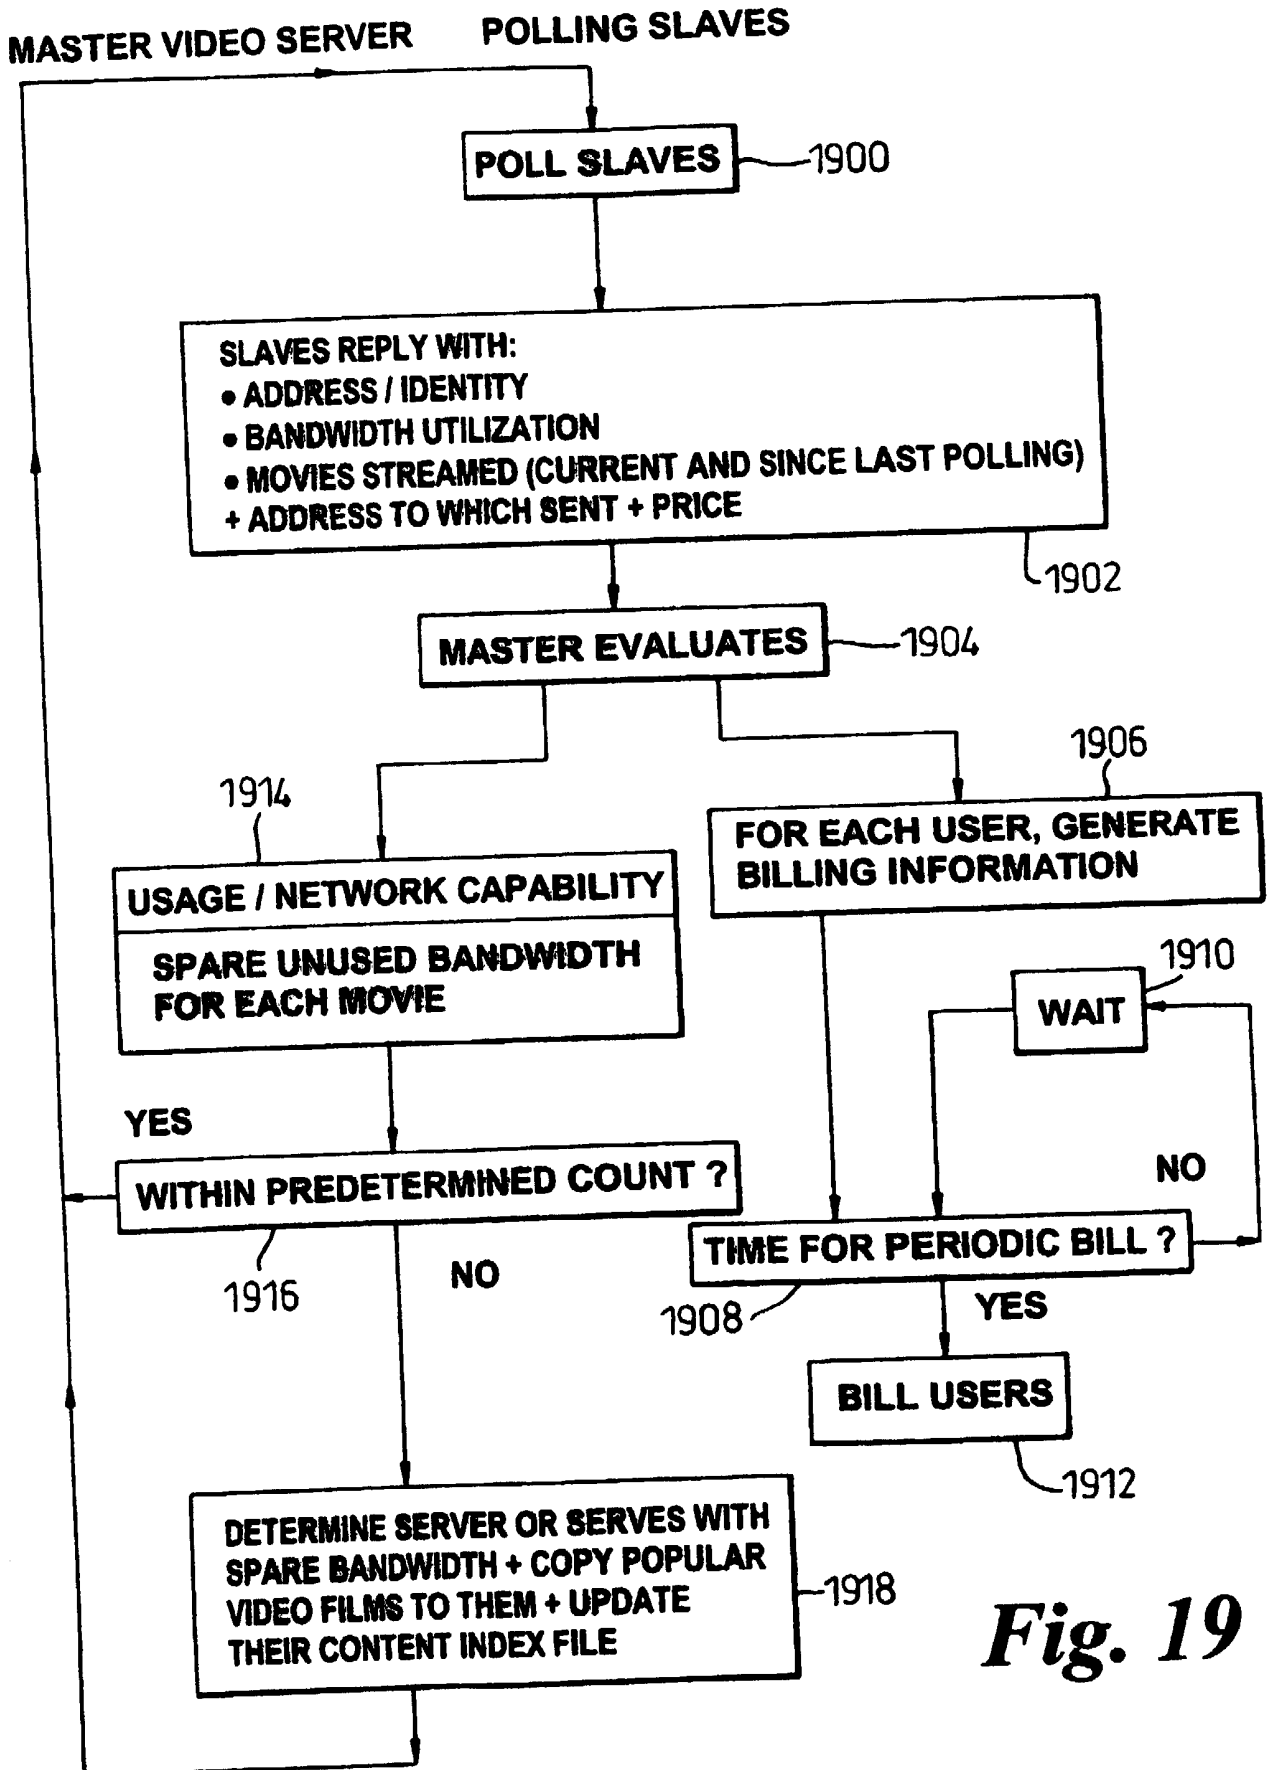 MASTER VIDEO SERVER POLLING SLAVES
POLL SLAVES
1900
SLAVES REPLY WITH:
• ADDRESS / IDENTITY
• BANDWIDTH UTILIZATION
• MOVIES STREAMED (CURRENT AND SINCE LAST POLLING)
+ ADDRESS TO WHICH SENT + PRICE
1902
MASTER EVALUATES
1904
1914
USAGE / NETWORK CAPABILITY
SPARE UNUSED BANDWIDTH
FOR EACH MOVIE
1906
FOR EACH USER, GENERATE
BILLING INFORMATION
1910
WAIT
YES
WITHIN PREDETERMINED COUNT ?
1916
NO
NO
TIME FOR PERIODIC BILL ?
1908
YES
BILL USERS
1912
DETERMINE SERVER OR SERVES WITH
SPARE BANDWIDTH + COPY POPULAR
VIDEO FILMS TO THEM + UPDATE
THEIR CONTENT INDEX FILE
1918
Fig. 19